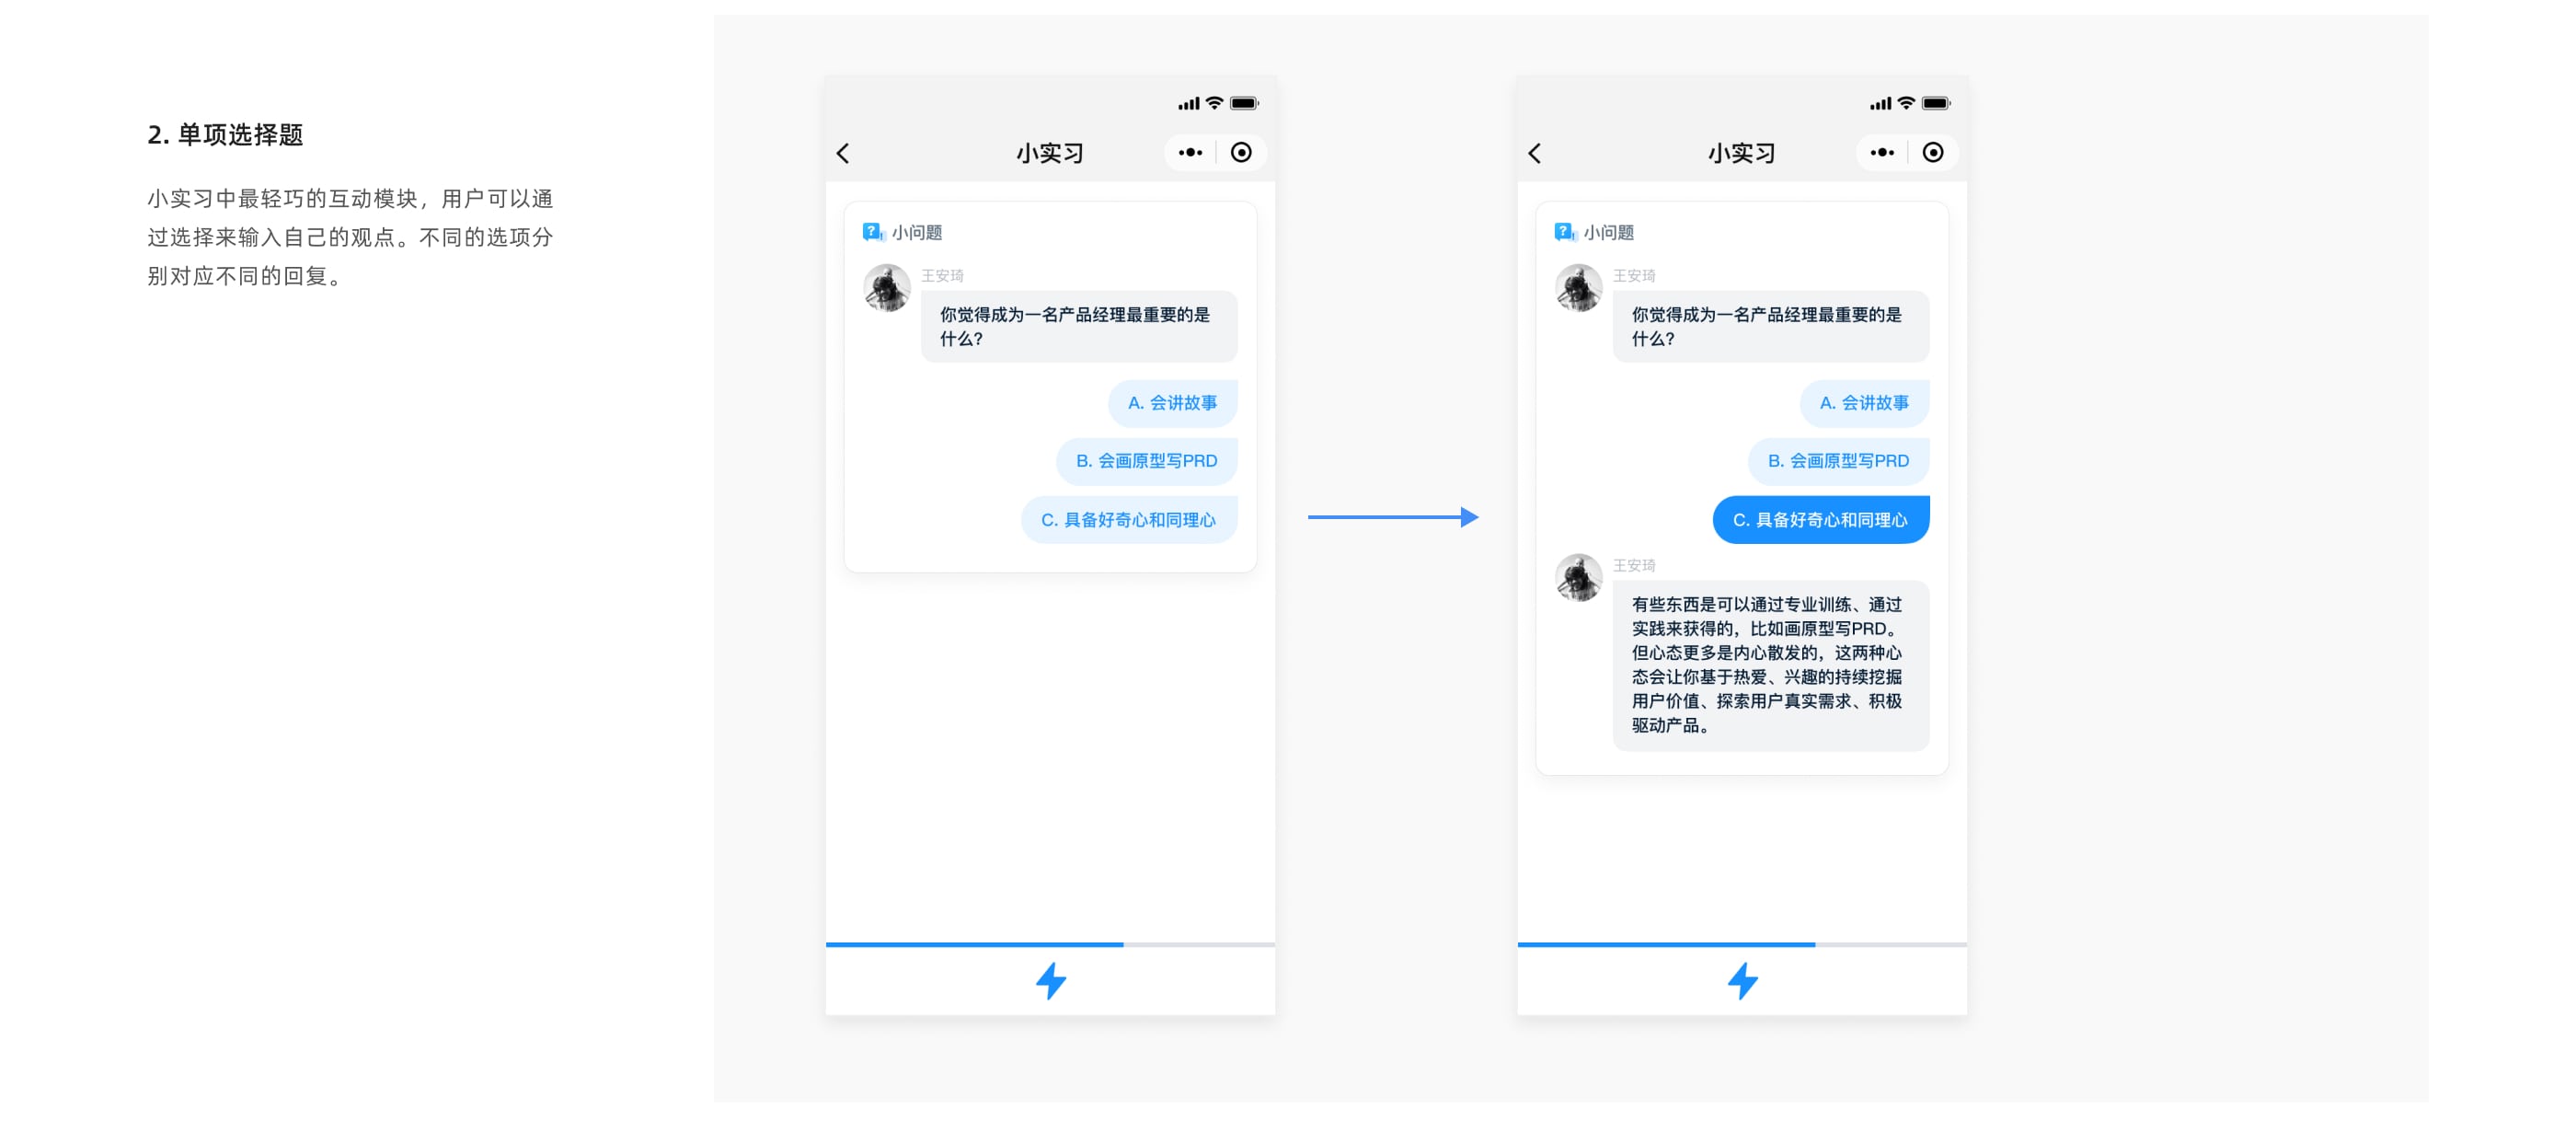 2. 单项选择题
小实习中最轻巧的互动模块，用户可以通
过选择来输入自己的观点。不同的选项分
别对应不同的回复。
小实习
小问题
王安琦
你觉得成为一名产品经理最重要的是
什么？
A. 会讲故事
B. 会画原型写PRD
C. 具备好奇心和同理心
小实习
小问题
王安琦
你觉得成为一名产品经理最重要的是
什么？
A. 会讲故事
B. 会画原型写PRD
C. 具备好奇心和同理心
王安琦
有些东西是可以通过专业训练、通过
实践来获得的，比如画原型写PRD。
但心态更多是内心散发的，这两种心
态会让你基于热爱、兴趣的持续挖掘
用户价值、探索用户真实需求、积极
驱动产品。